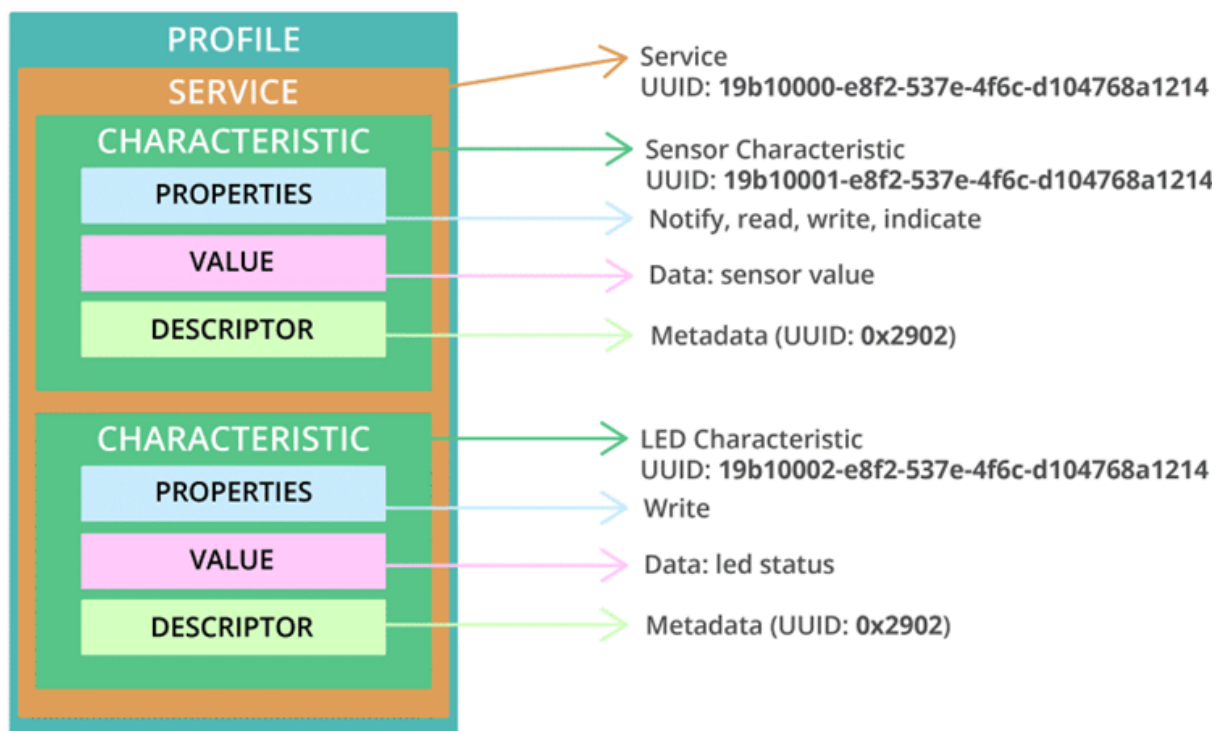 PROFILE
SERVICE
CHARACTERISTIC
PROPERTIES
VALUE
DESCRIPTOR
CHARACTERISTIC
PROPERTIES
VALUE
DESCRIPTOR
Service
UUID: 19b10000-e8f2-537e-4f6c-d104768a1214
Sensor Characteristic
UUID: 19b10001-e8f2-537e-4f6c-d104768a1214
Notify, read, write, indicate
Data: sensor value
Metadata (UUID: 0x2902)
LED Characteristic
UUID: 19b10002-e8f2-537e-4f6c-d104768a1214
Write
Data: led status
Metadata (UUID: 0x2902)